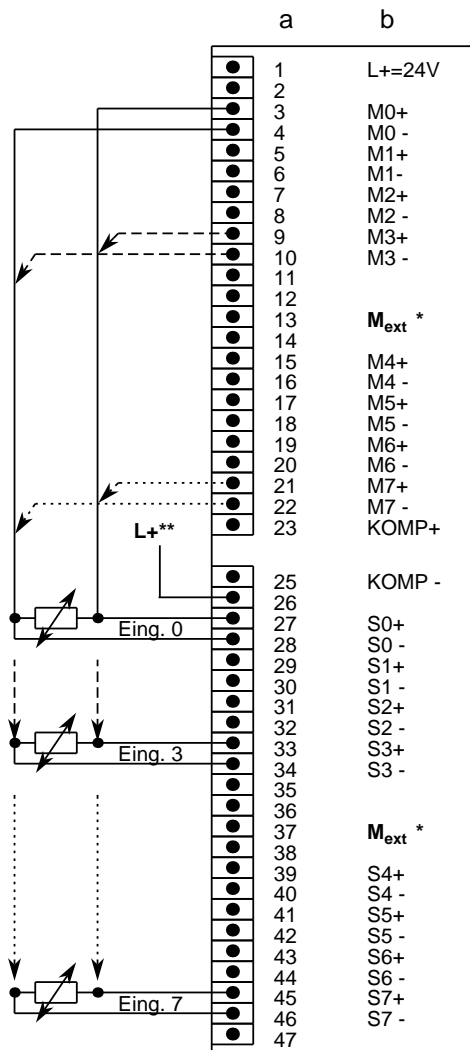 a b
1 L+=24V
2
3 M0+
4 M0 -
5 M1+
6 M1-
7 M2+
8 M2 -
9 M3+
10 M3 -
11
12
13 Mext *
14
15 M4+
16 M4 -
17 M5+
18 M5 -
19 M6+
20 M6 -
21 M7+
22 M7 -
23 KOMP+
L+**
25 KOMP -
26
27 S0+
Eing. 0
28 S0 -
29 S1+
30 S1 -
31 S2+
32 S2 -
33 S3+
Eing. 3
34 S3 -
35
36
37 Mext *
38
39 S4+
40 S4 -
41 S5+
42 S5 -
43 S6+
44 S6 -
45 S7+
Eing. 7
46 S7 -
47